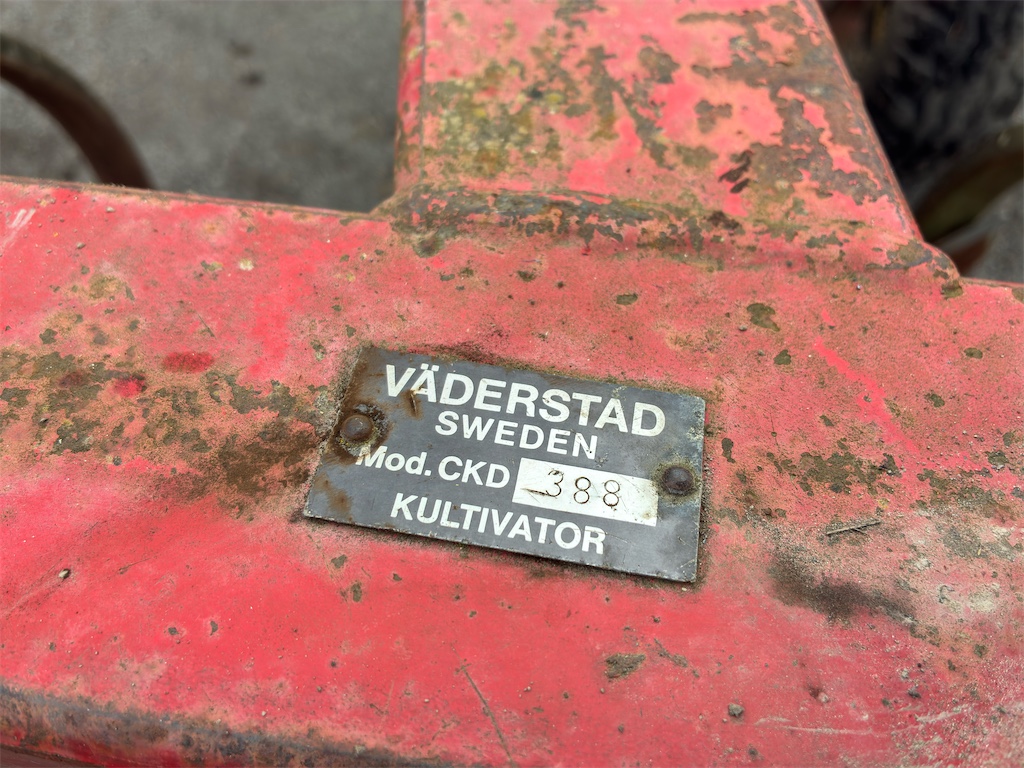 VÄDERSTAD
SWEDEN
Mod. CKD 388
KULTIVATOR